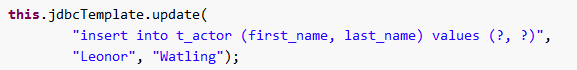 this.jdbcTemplate.update(
        "insert into t_actor (first_name, last_name) values (?, ?)",
        "Leonor", "Watling");